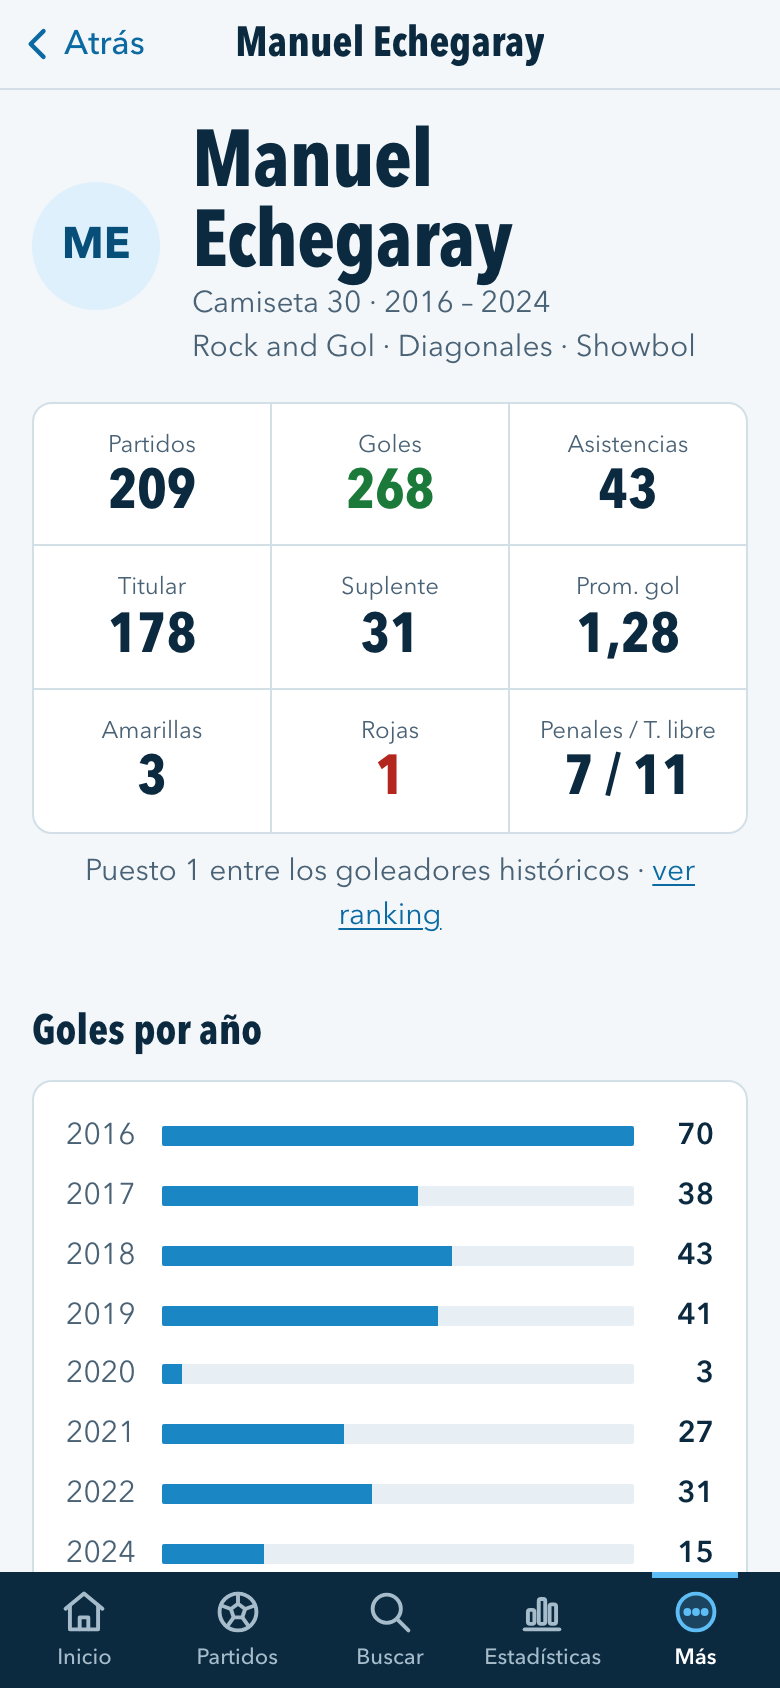 Atrás
Manuel Echegaray
ME
Manuel
Echegaray
Camiseta 30 · 2016 – 2024
Rock and Gol · Diagonales · Showbol
Partidos
209
Goles
268
Asistencias
43
Titular
178
Suplente
31
Prom. gol
1,28
Amarillas
3
Rojas
1
Penales / T. libre
7 / 11
Puesto 1 entre los goleadores históricos · ver
ranking
Goles por año
2016 70
2017 38
2018 43
2019 41
2020 3
2021 27
2022 31
2024 15
Inicio
Partidos
Buscar
Estadísticas
Más